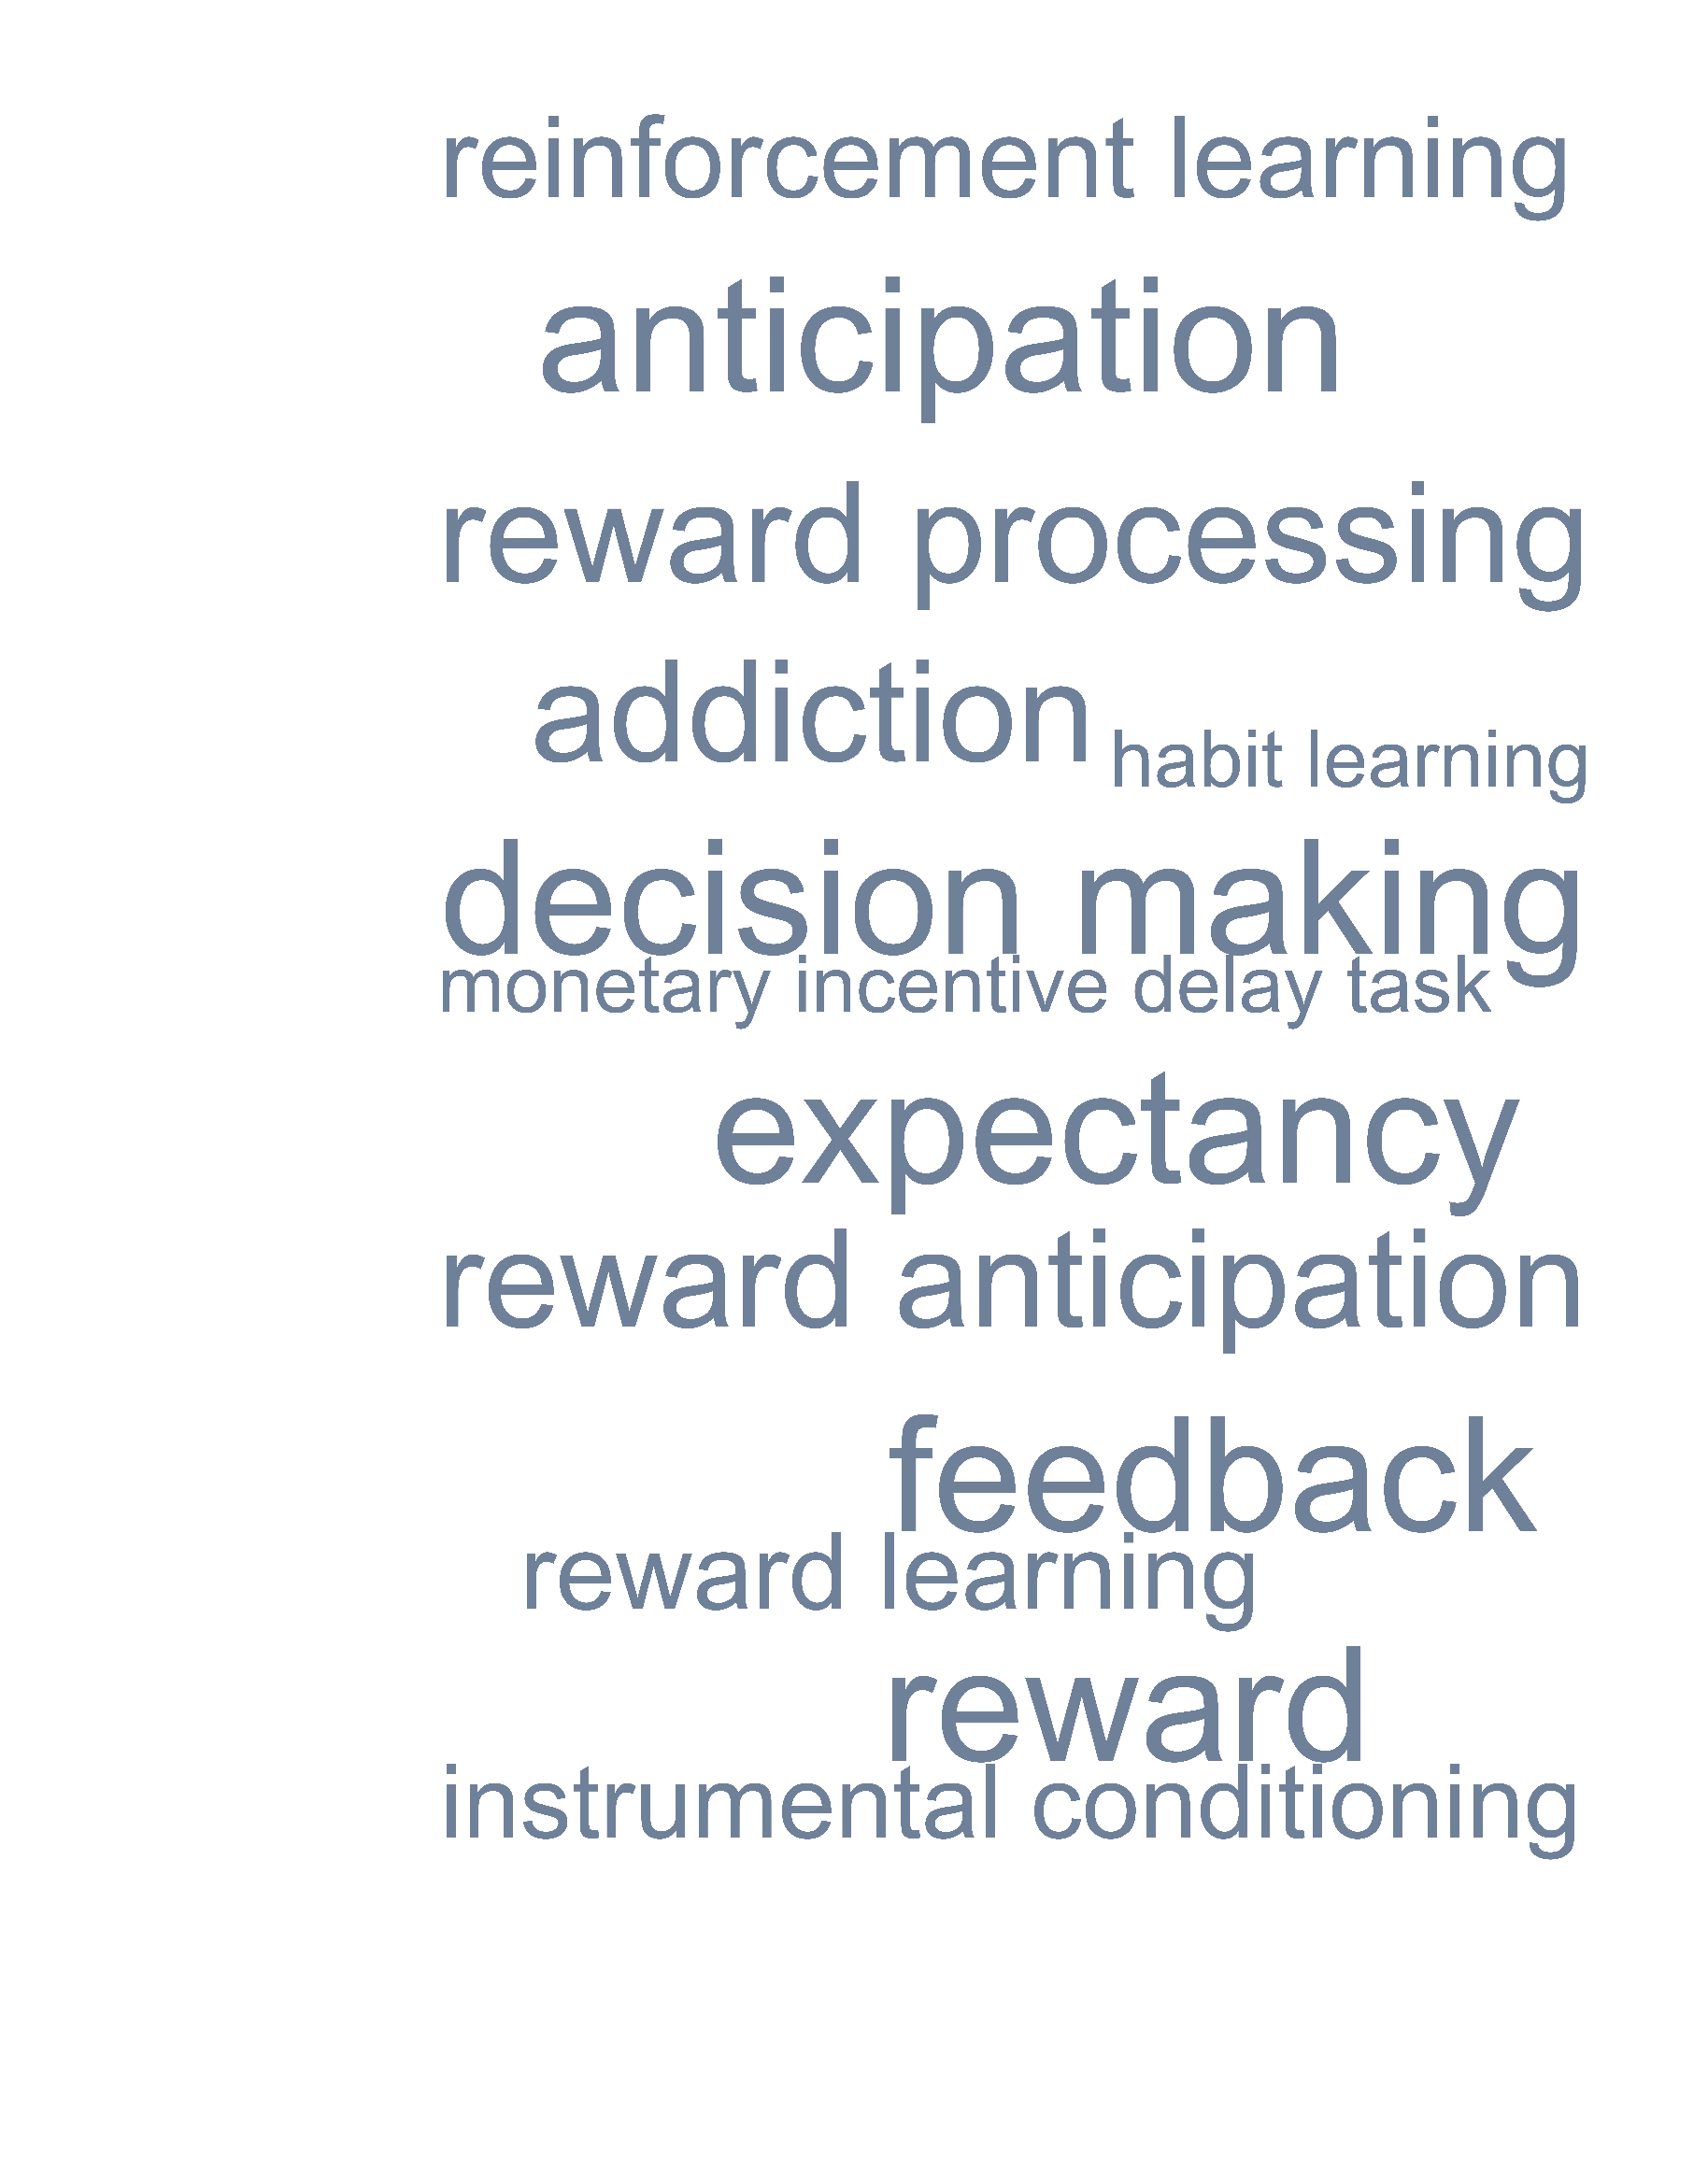 reinforcement learning
anticipation
reward processing
addiction
habit learning
decision making
monetary incentive delay task
expectancy
reward anticipation
feedback
reward learning
reward
instrumental conditioning